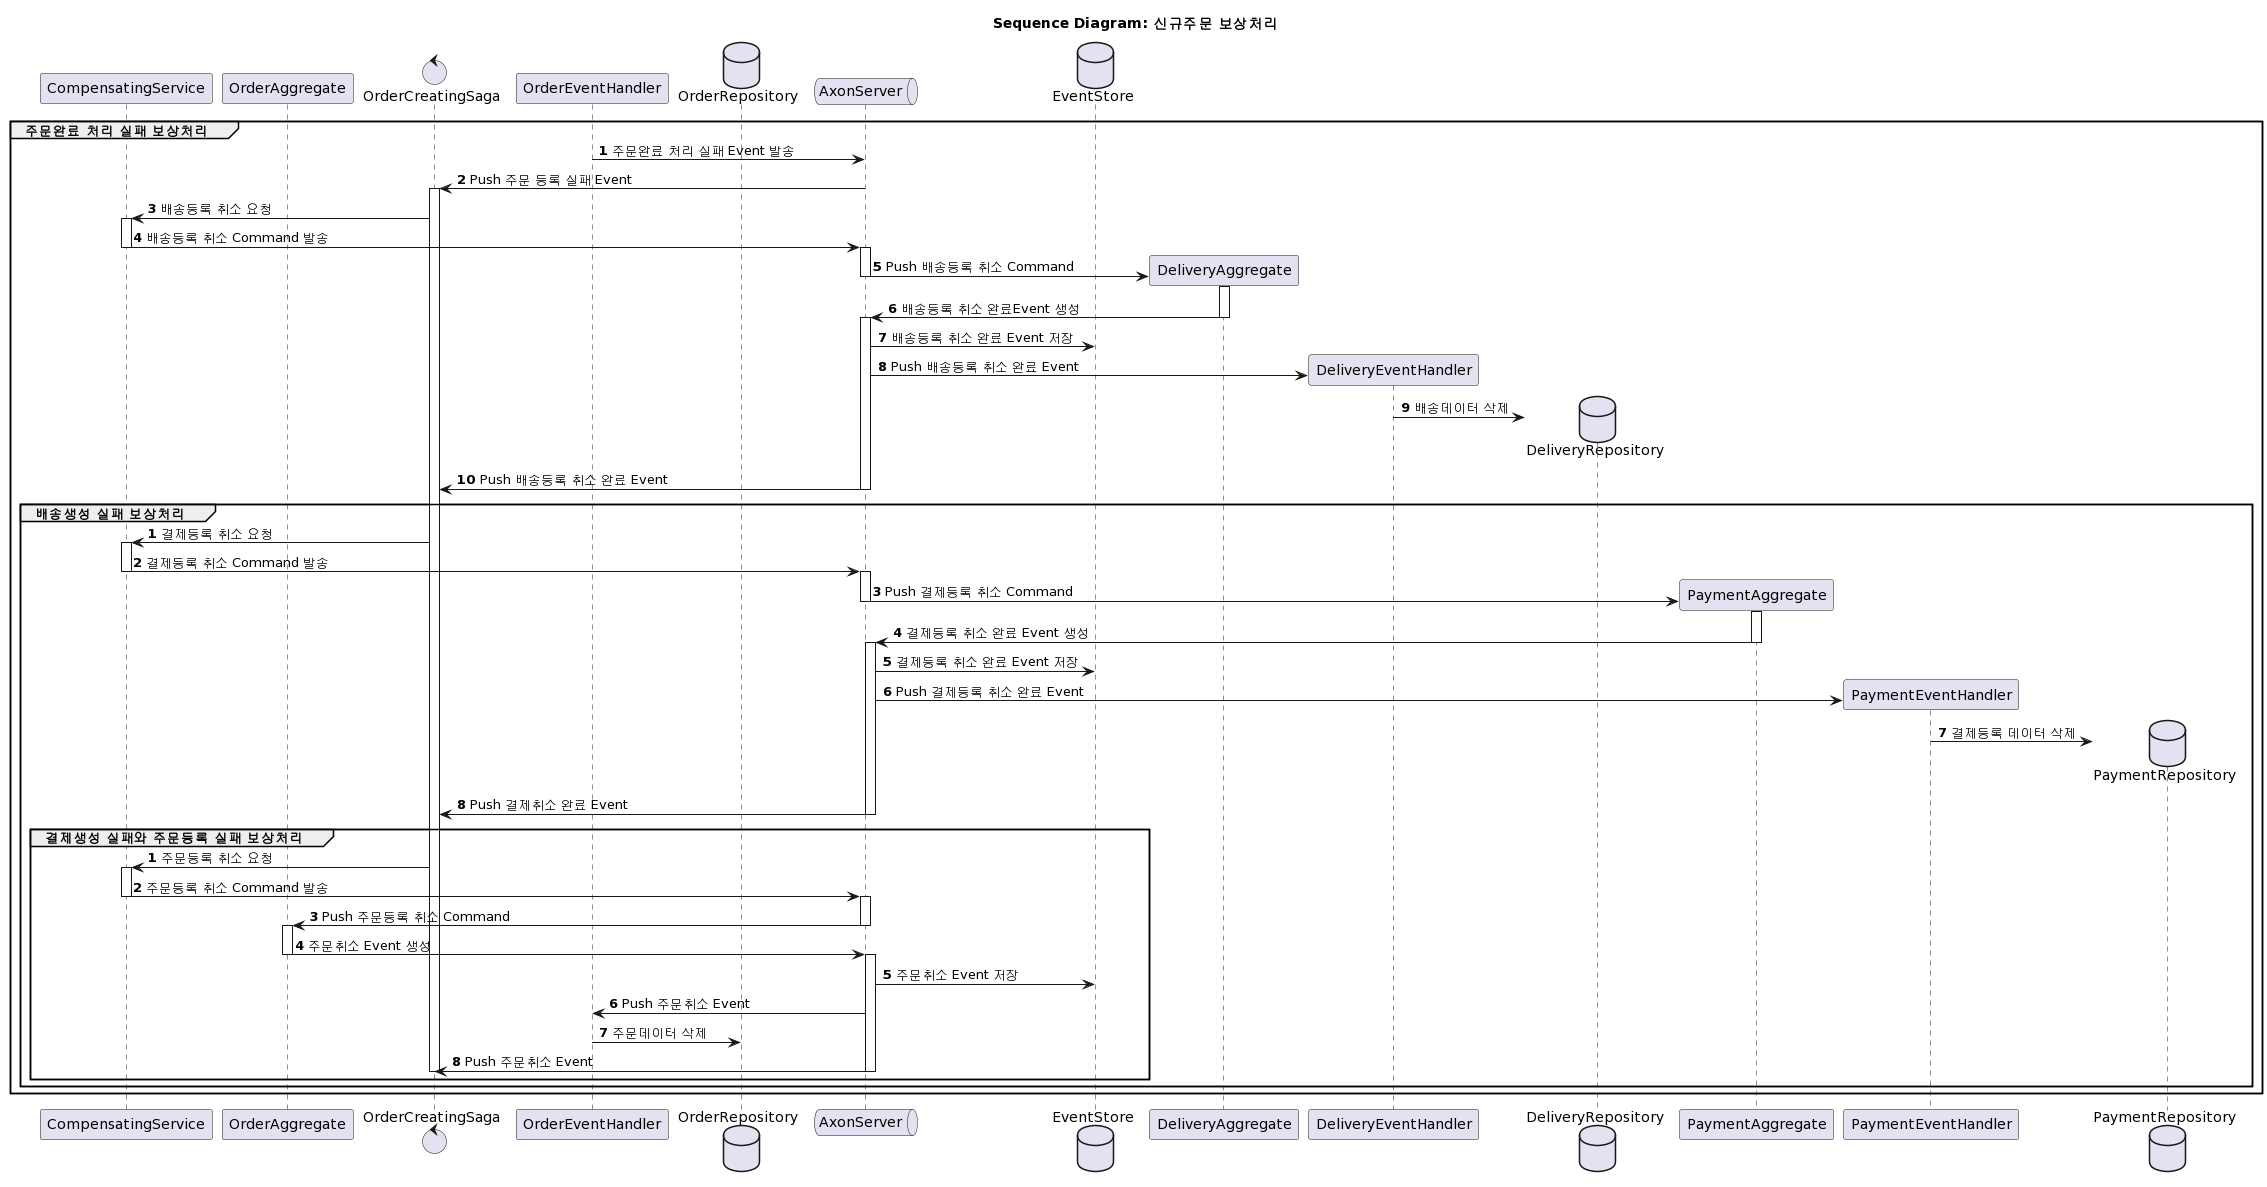 Sequence Diagram: 신규주문 보상처리
CompensatingService
OrderAggregate
OrderCreatingSaga
OrderEventHandler
OrderRepository
AxonServer
EventStore
주문완료 처리 실패 보상처리
1 주문완료 처리 실패 Event 발송
2 Push 주문 등록 실패 Event
3 배송등록 취소 요청
4 배송등록 취소 Command 발송
5 Push 배송등록 취소 Command
DeliveryAggregate
6 배송등록 취소 완료Event 생성
7 배송등록 취소 완료 Event 저장
8 Push 배송등록 취소 완료 Event
DeliveryEventHandler
9 배송데이터 삭제
DeliveryRepository
10 Push 배송등록 취소 완료 Event
배송생성 실패 보상처리
1 결제등록 취소 요청
2 결제등록 취소 Command 발송
3 Push 결제등록 취소 Command
PaymentAggregate
4 결제등록 취소 완료 Event 생성
5 결제등록 취소 완료 Event 저장
6 Push 결제등록 취소 완료 Event
PaymentEventHandler
7 결제등록 데이터 삭제
PaymentRepository
8 Push 결제취소 완료 Event
결제생성 실패와 주문등록 실패 보상처리
1 주문등록 취소 요청
2 주문등록 취소 Command 발송
3 Push 주문등록 취소 Command
4 주문취소 Event 생성
5 주문취소 Event 저장
6 Push 주문취소 Event
7 주문데이터 삭제
8 Push 주문취소 Event
CompensatingService
OrderAggregate
OrderCreatingSaga
OrderEventHandler
OrderRepository
AxonServer
EventStore
DeliveryAggregate
DeliveryEventHandler
DeliveryRepository
PaymentAggregate
PaymentEventHandler
PaymentRepository